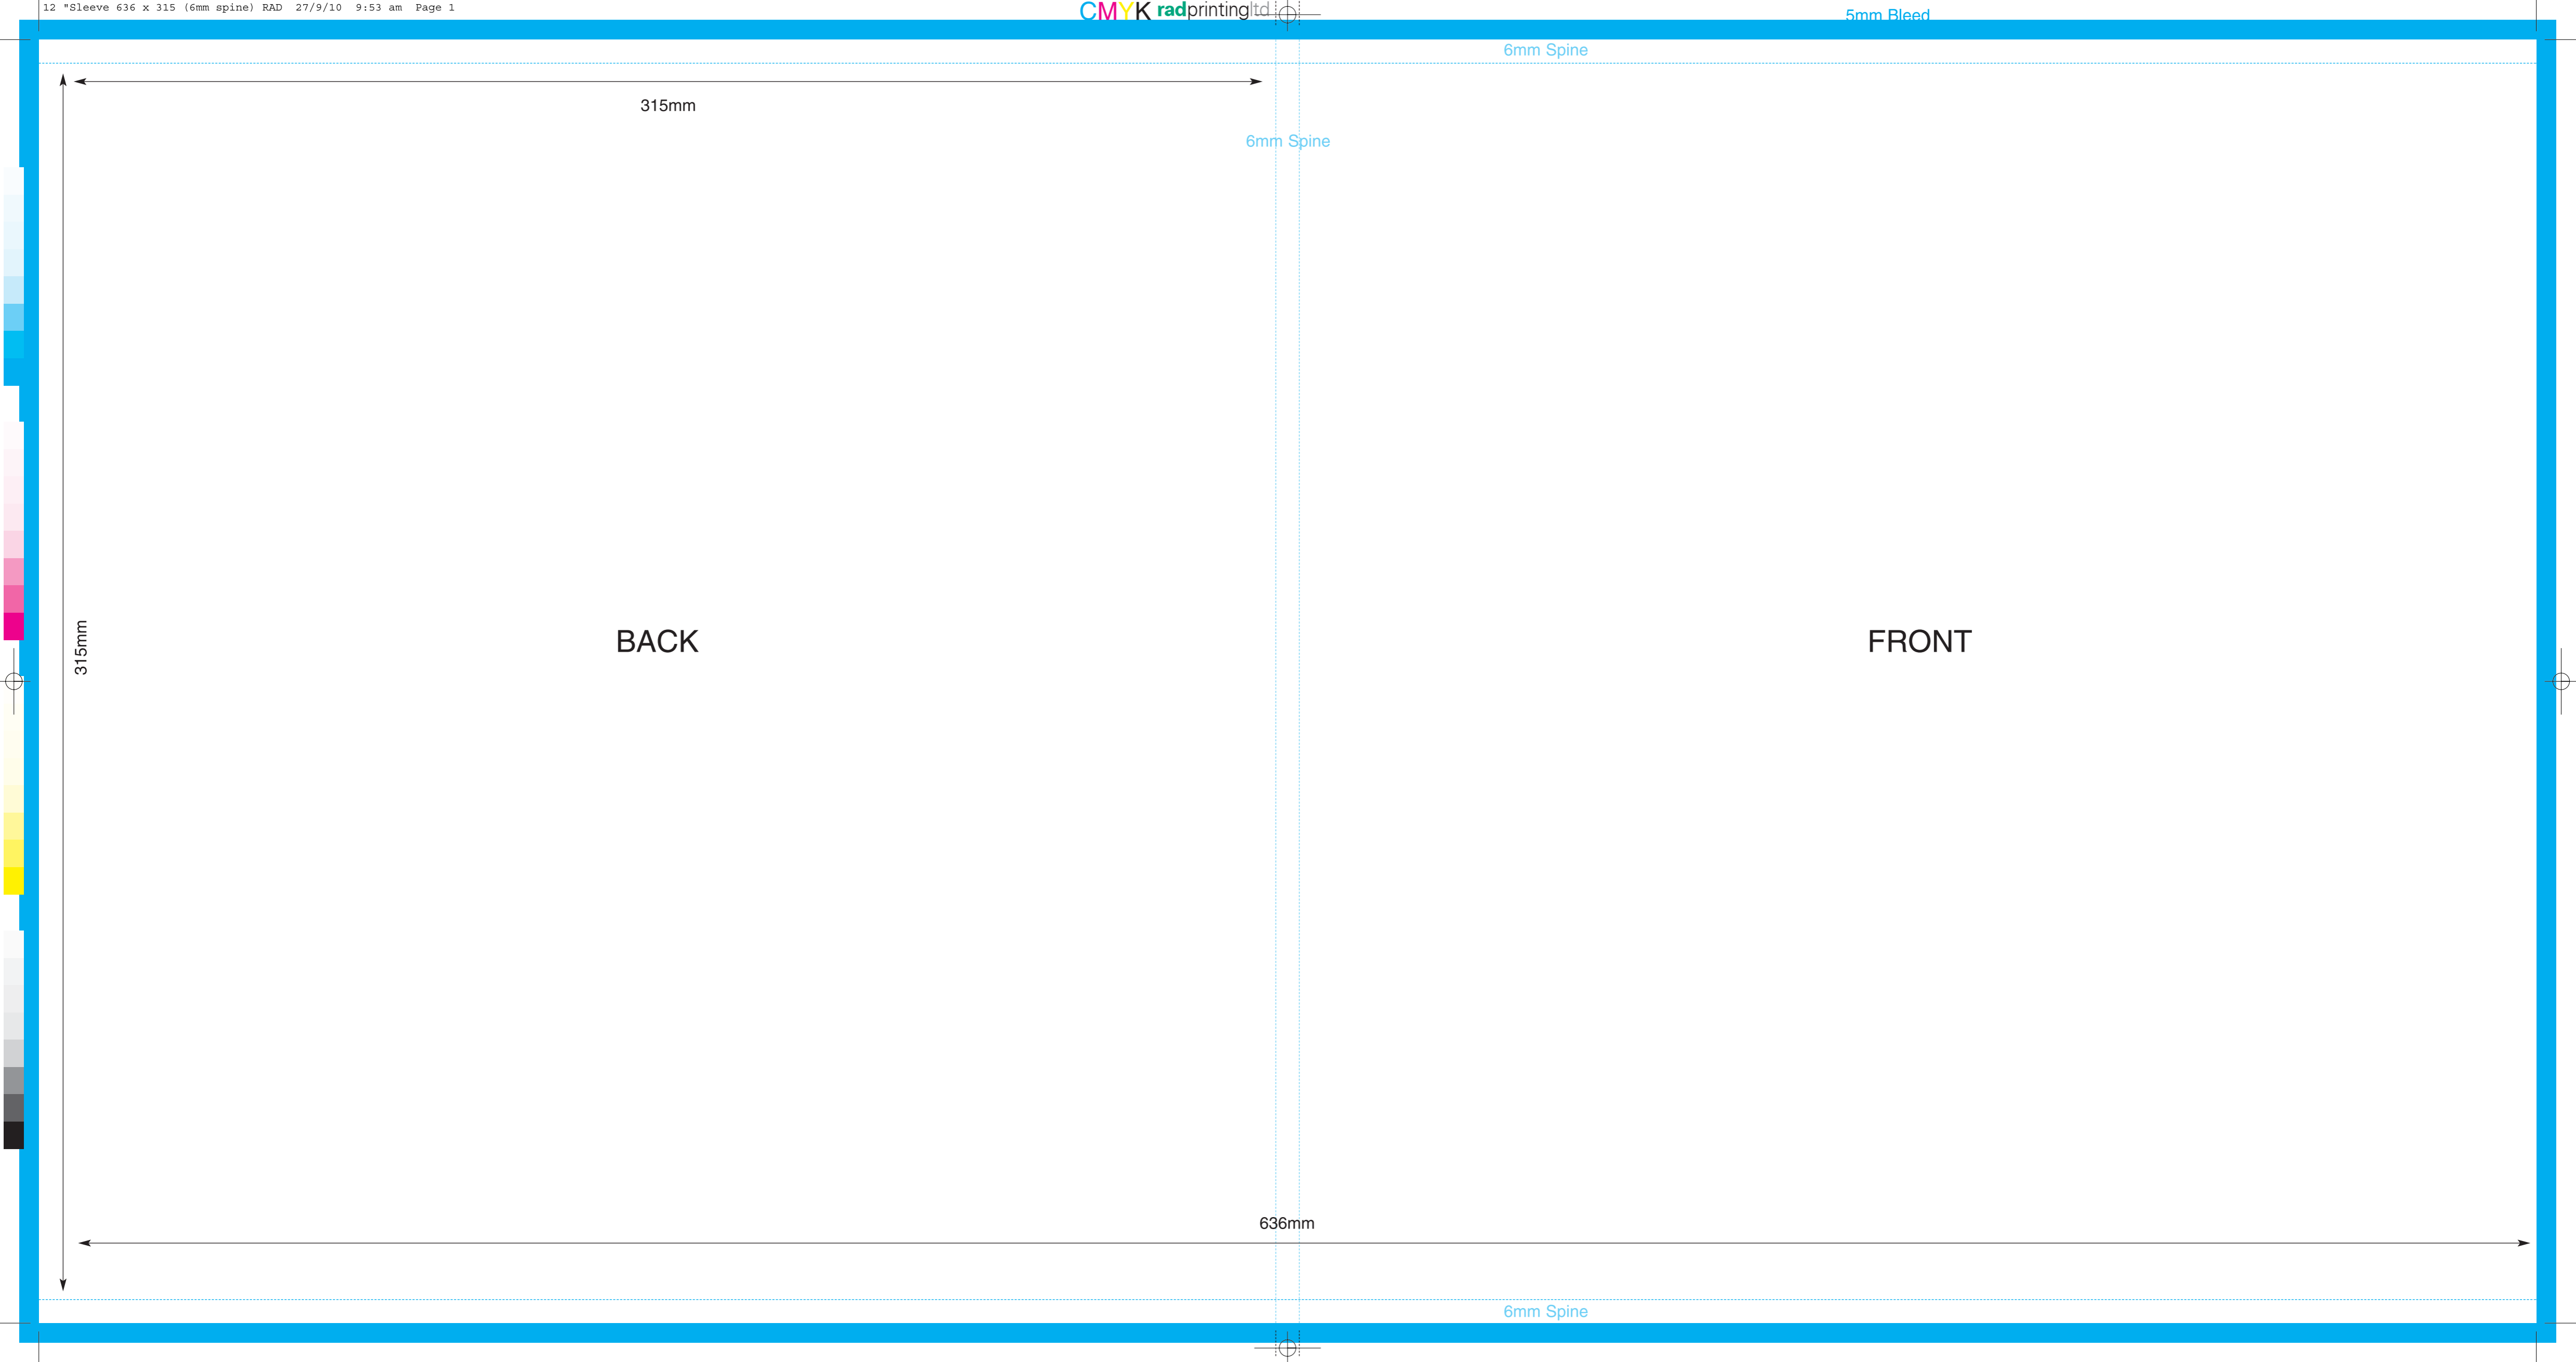 12 "Sleeve 636 x 315 (6mm spine) RAD  27/9/10  9:53 am  Page 1
CMYK radprintingltd
5mm Bleed
6mm Spine
315mm
6mm Spine
315mm
BACK
FRONT
636mm
6mm Spine